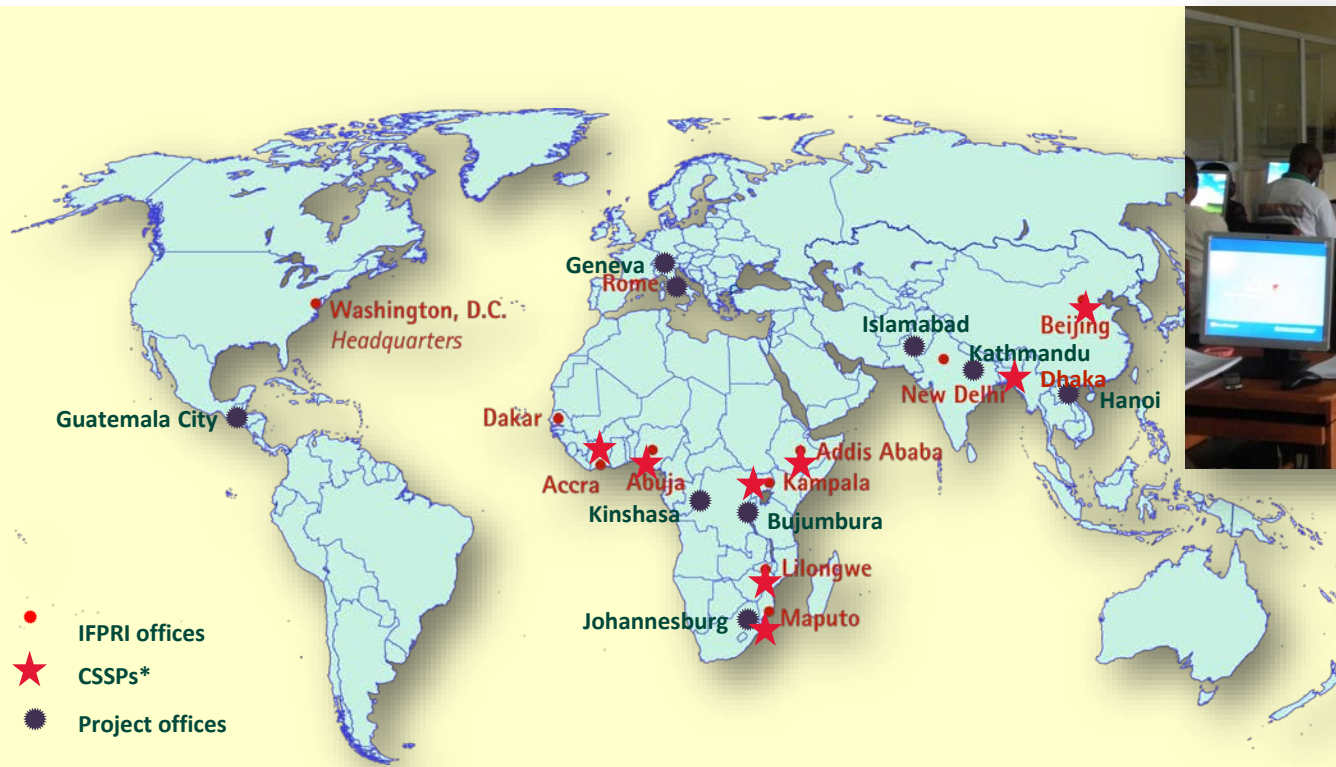 Geneva
Rome
Washington, D.C.
Headquarters
Islamabad
Beijing
Kathmandu
New Delhi
Dhaka
Hanoi
Guatemala City
Dakar
Addis Ababa
Accra
Abuja
Kampala
Kinshasa
Bujumbura
Lilongwe
Johannesburg
Maputo
IFPRI offices
CSSPs*
Project offices